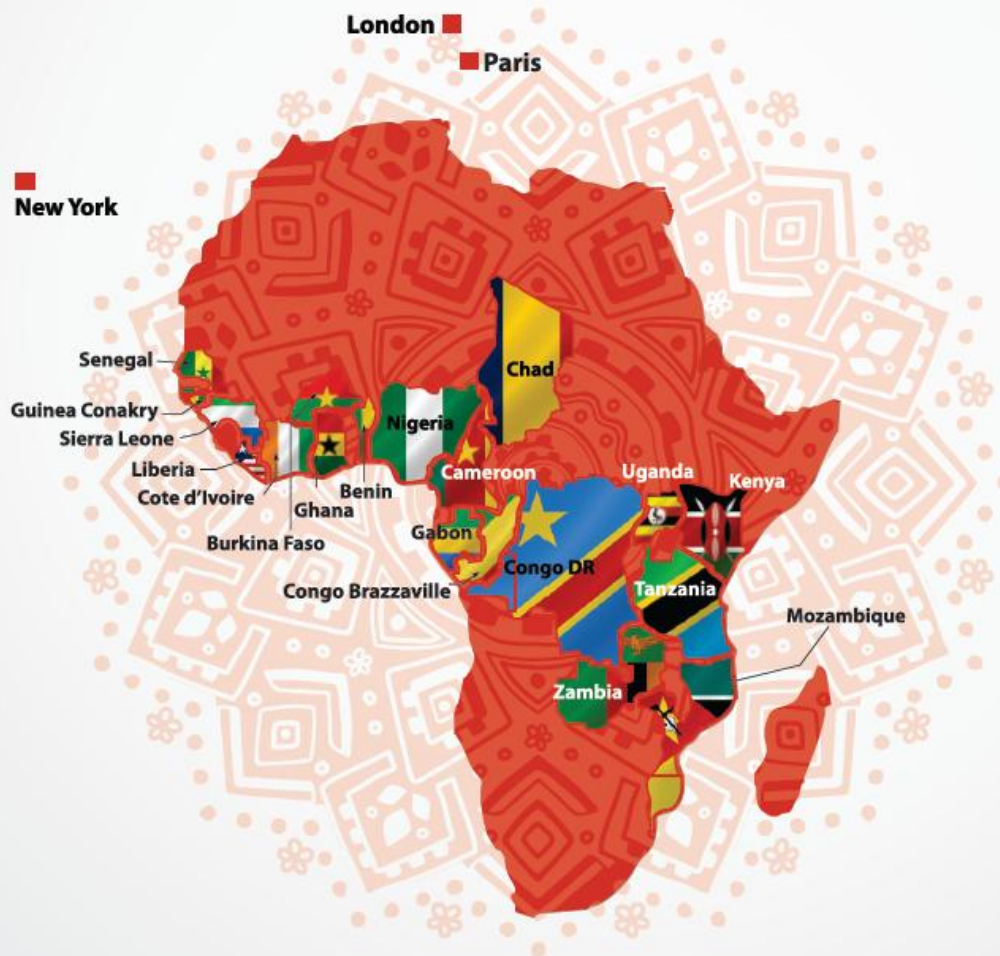 London
Paris
New York
Senegal
Guinea Conakry
Sierra Leone
Liberia
Cote d'Ivoire
Burkina Faso
Ghana
Benin
Nigeria
Chad
Cameroon
Gabon
Congo Brazzaville
Congo DR
Uganda
Kenya
Tanzania
Mozambique
Zambia